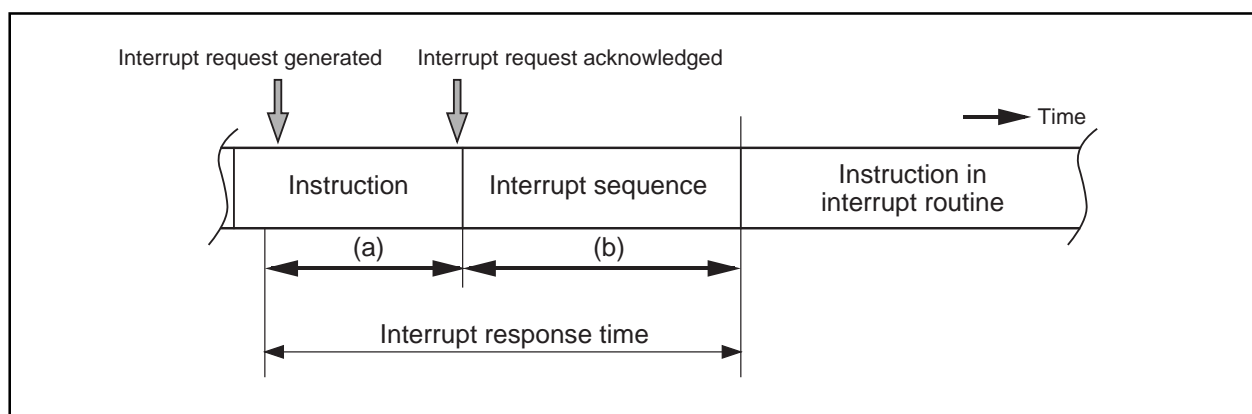 Interrupt request generated
Interrupt request acknowledged
Time
Instruction
Interrupt sequence
Instruction in
interrupt routine
(a)
(b)
Interrupt response time